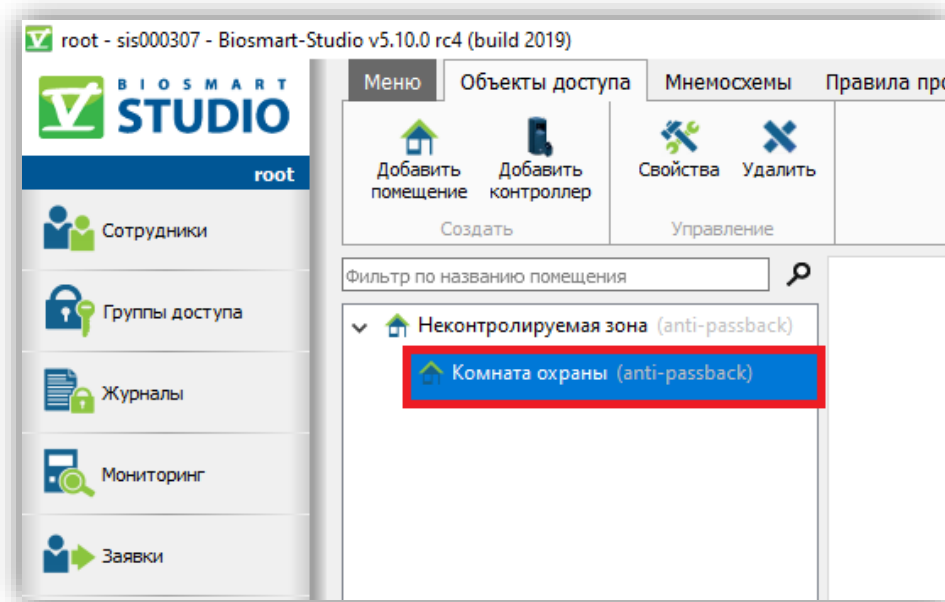 root - sis000307 - Biosmart-Studio v5.10.0 rc4 (build 2019)
BIOSMART
STUDIO
root
Сотрудники
Группы доступа
Журналы
Мониторинг
Заявки
Меню Объекты доступа Мнемосхемы Правила про
Добавить помещение
Добавить контроллер
Свойства Удалить
Создать Управление
Фильтр по названию помещения
Неконтролируемая зона (anti-passback)
Комната охраны (anti-passback)